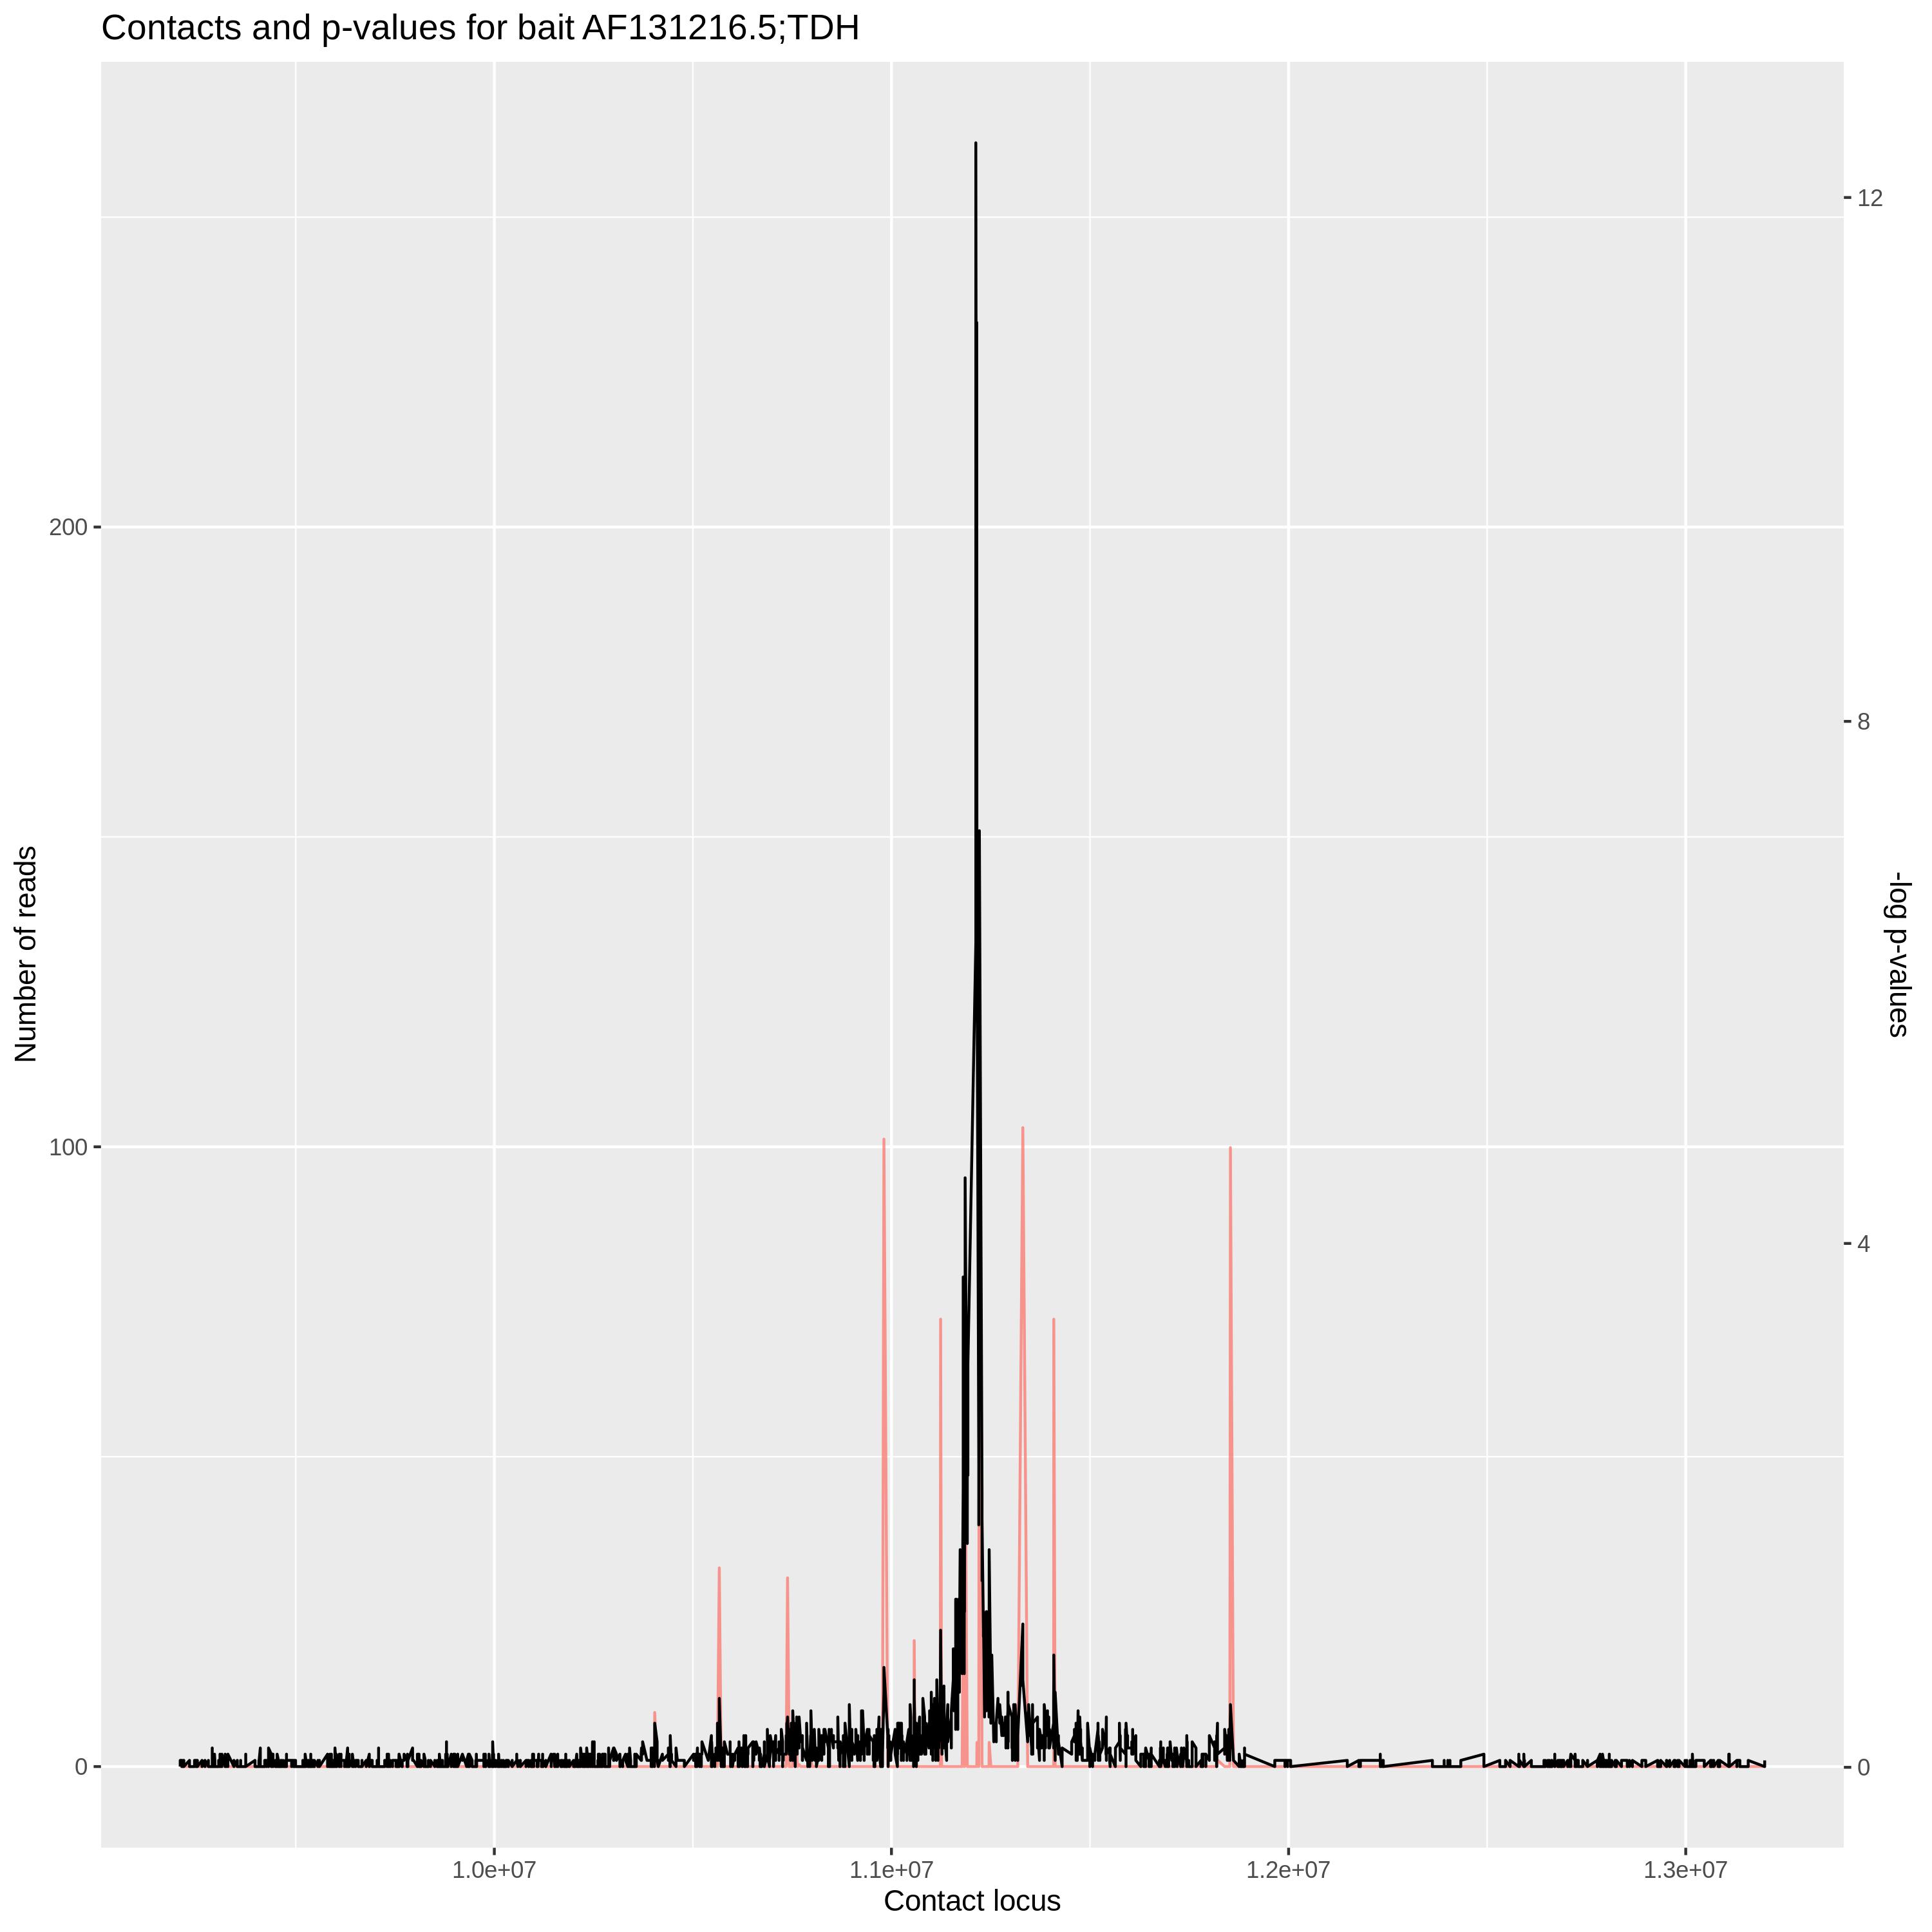 Contacts and p-values for bait AF131216.5;TDH
Number of reads
200
100
0
12
8
4
0
-log p-values
1.0e+07 1.1e+07 1.2e+07 1.3e+07
Contact locus